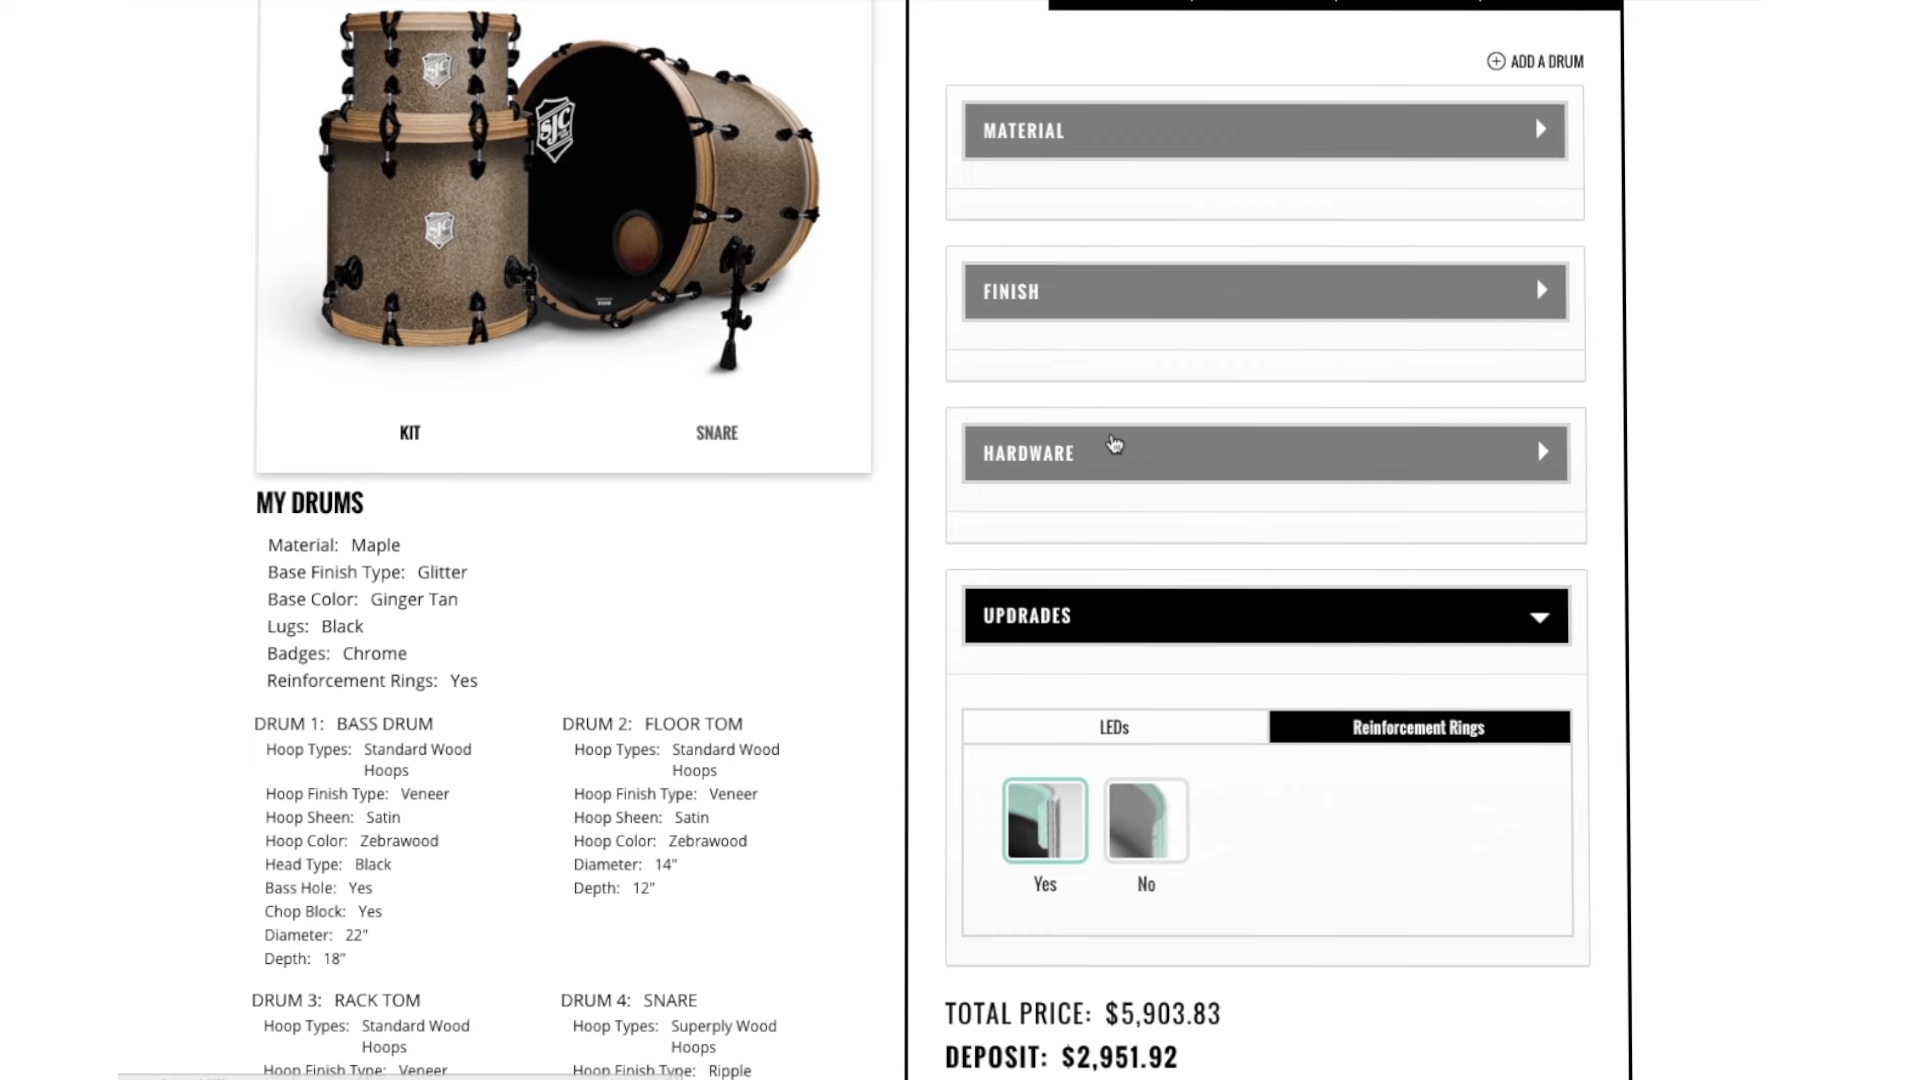 SJC
SJC
SJC
ADD A DRUM
MATERIAL
FINISH
HARDWARE
KIT
SNARE
MY DRUMS
Material: Maple
Base Finish Type: Glitter
Base Color: Ginger Tan
Lugs: Black
Badges: Chrome
Reinforcement Rings: Yes
DRUM 1: BASS DRUM
Hoop Types: Standard Wood
Hoops
Hoop Finish Type: Veneer
Hoop Sheen: Satin
Hoop Color: Zebrawood
Head Type: Black
Bass Hole: Yes
Chop Block: Yes
Diameter: 22"
Depth: 18"
DRUM 2: FLOOR TOM
Hoop Types: Standard Wood
Hoops
Hoop Finish Type: Veneer
Hoop Sheen: Satin
Hoop Color: Zebrawood
Diameter: 14"
Depth: 12"
DRUM 3: RACK TOM
Hoop Types: Standard Wood
Hoops
Hoop Finish Type: Veneer
DRUM 4: SNARE
Hoop Types: Superply Wood
Hoops
Hoop Finish Type: Ripple
UPDRADES
LEDs
Reinforcement Rings
Yes
No
TOTAL PRICE: $5,903.83
DEPOSIT: $2,951.92